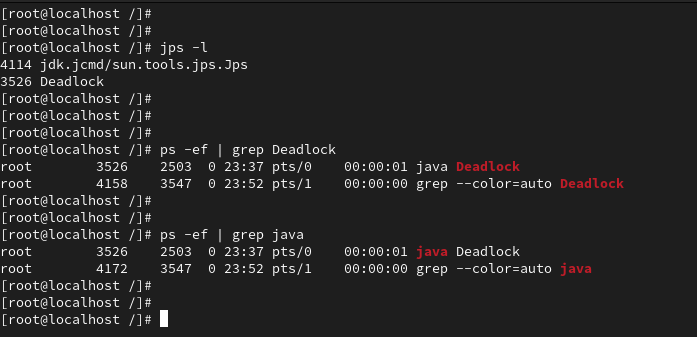 [root@localhost /]#
[root@localhost /]#
[root@localhost /]# jps -l
4114 jdk.jcmd/sun.tools.jps.Jps
3526 Deadlock
[root@localhost /]#
[root@localhost /]#
[root@localhost /]#
[root@localhost /]# ps -ef | grep Deadlock
root        3526    2503  0 23:37 pts/0    00:00:01 java Deadlock
root        4158    3547  0 23:52 pts/1    00:00:00 grep --color=auto Deadlock
[root@localhost /]#
[root@localhost /]#
[root@localhost /]# ps -ef | grep java
root        3526    2503  0 23:37 pts/0    00:00:01 java Deadlock
root        4172    3547  0 23:52 pts/1    00:00:00 grep --color=auto java
[root@localhost /]#
[root@localhost /]#
[root@localhost /]#